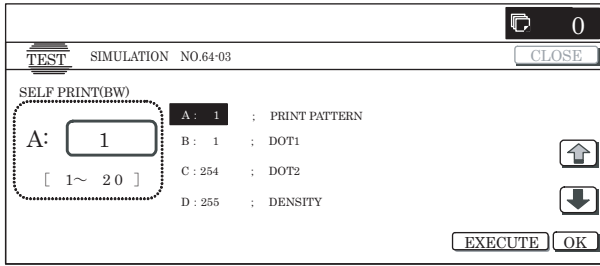 0
TEST SIMULATION NO.64-03 CLOSE
SELF PRINT(BW)
A: 1
[ 1~ 20 ]
A : 1 ; PRINT PATTERN
B : 1 ; DOT1
C : 254 ; DOT2
D : 255 ; DENSITY
EXECUTE OK